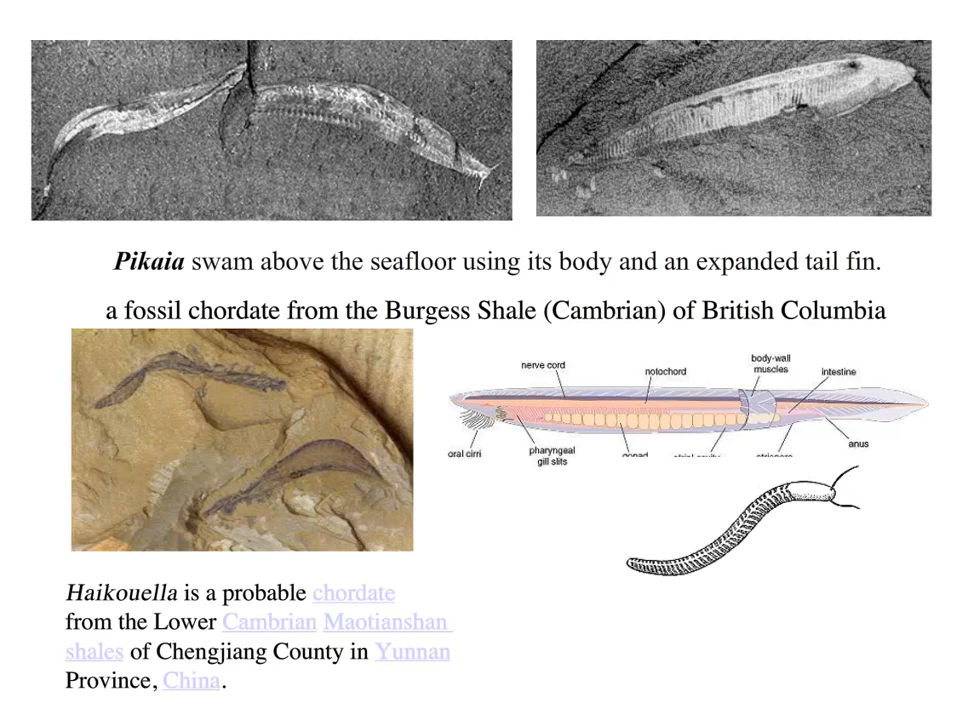 Pikaia swam above the seafloor using its body and an expanded tail fin.
a fossil chordate from the Burgess Shale (Cambrian) of British Columbia
nerve cord
notochord
body-wall
muscles
intestine
oral cirri
pharyngeal
gill slits
anus
Haikouella is a probable chordate
from the Lower Cambrian Maotianshan
shales of Chengjiang County in Yunnan
Province, China.